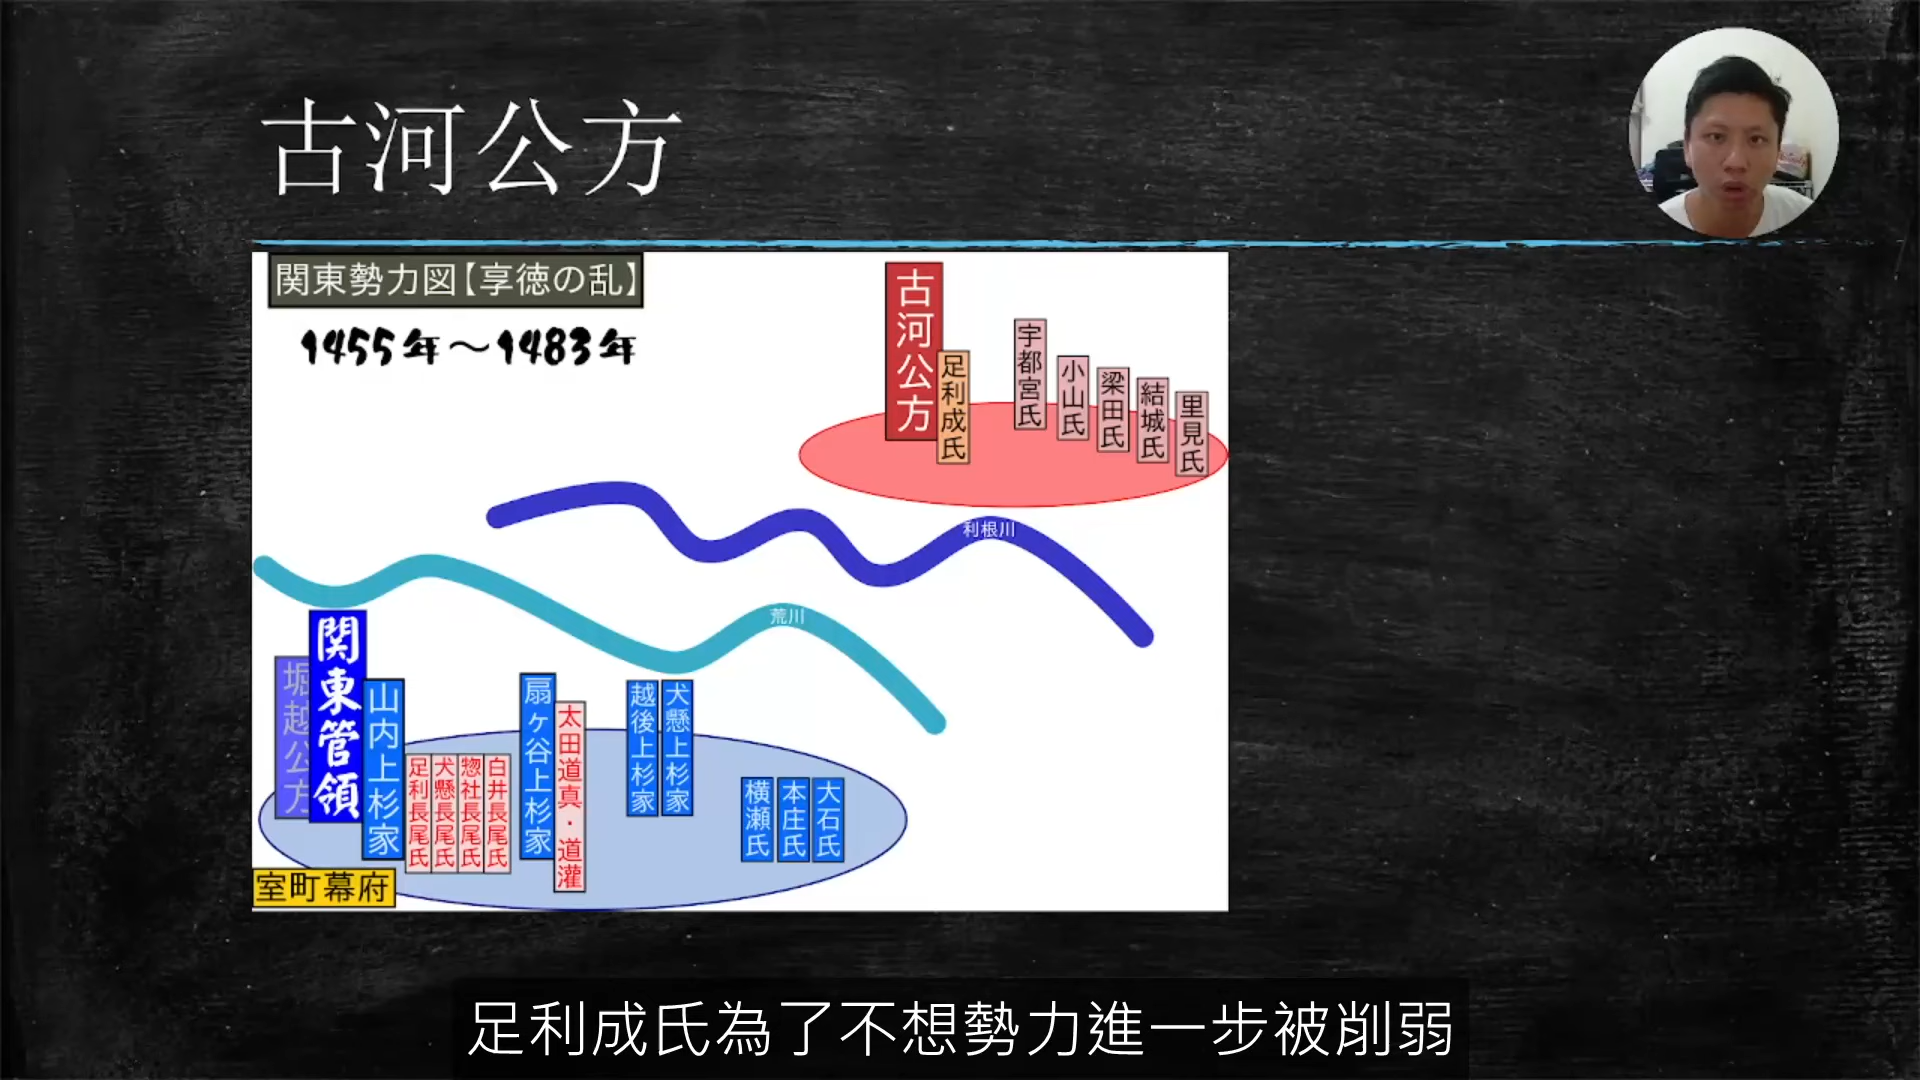 古河公方
関東勢力図【享徳の乱】
1455年～1483年
古河公方
足利成氏
宇都宮氏
小山氏
梁田氏
結城氏
里見氏
利根川
荒川
堀越公方
関東管領
山内上杉家
足利長尾氏
犬懸長尾氏
惣社長尾氏
白井長尾氏
扇ヶ谷上杉家
太田道真・道灌
越後上杉家
犬懸上杉家
横瀬氏
本庄氏
大石氏
室町幕府
足利成氏為了不想勢力進一步被削弱